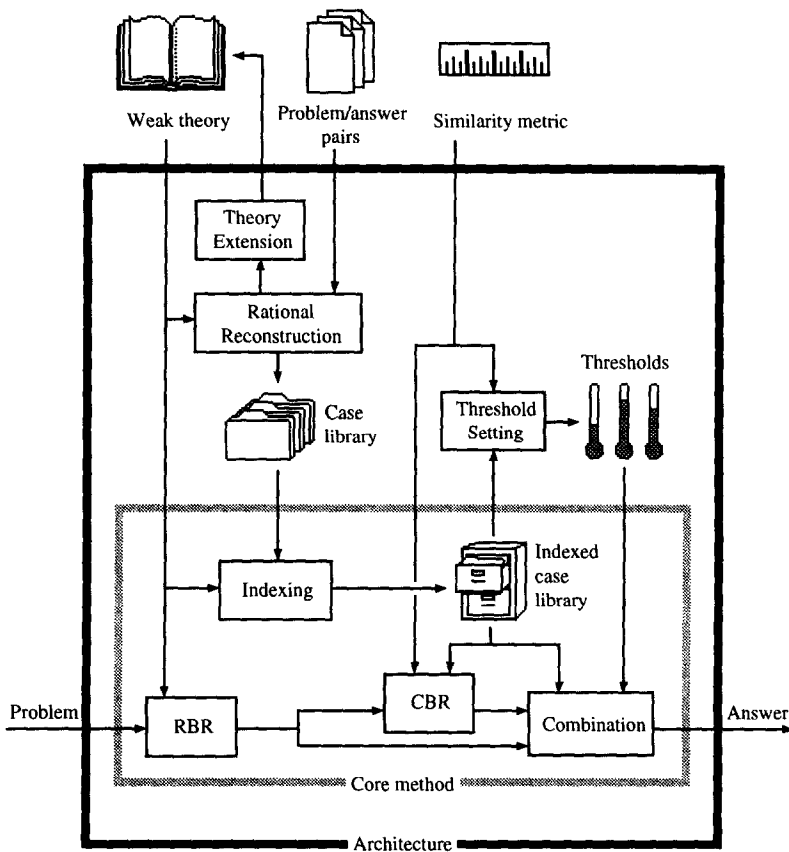 Weak theory
Problem/answer
pairs
Similarity metric
Theory
Extension
Rational
Reconstruction
Thresholds
Case
library
Threshold
Setting
Indexing
Indexed
case
library
Problem
RBR
CBR
Combination
Answer
Core method
Architecture